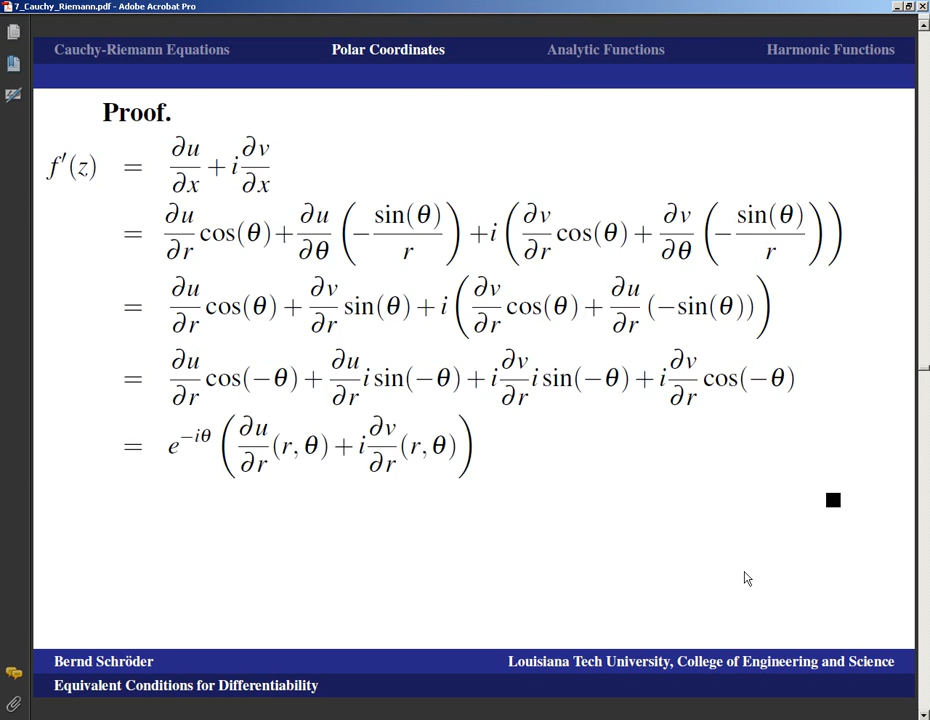 7_Cauchy_Riemann.pdf - Adobe Acrobat Pro
Cauchy-Riemann Equations Polar Coordinates Analytic Functions Harmonic Functions
Proof.
f′(z) = ∂u/∂x + i ∂v/∂x
= ∂u/∂r cos(θ) + ∂u/∂θ (− sin(θ)/r) + i (∂v/∂r cos(θ) + ∂v/∂θ (− sin(θ)/r))
= ∂u/∂r cos(θ) + ∂v/∂r sin(θ) + i (∂v/∂r cos(θ) + ∂u/∂r (−sin(θ)))
= ∂u/∂r cos(−θ) + ∂u/∂r i sin(−θ) + i ∂v/∂r i sin(−θ) + i ∂v/∂r cos(−θ)
= e^{−iθ} (∂u/∂r (r, θ) + i ∂v/∂r (r, θ))
■
Bernd Schröder Louisiana Tech University, College of Engineering and Science
Equivalent Conditions for Differentiability